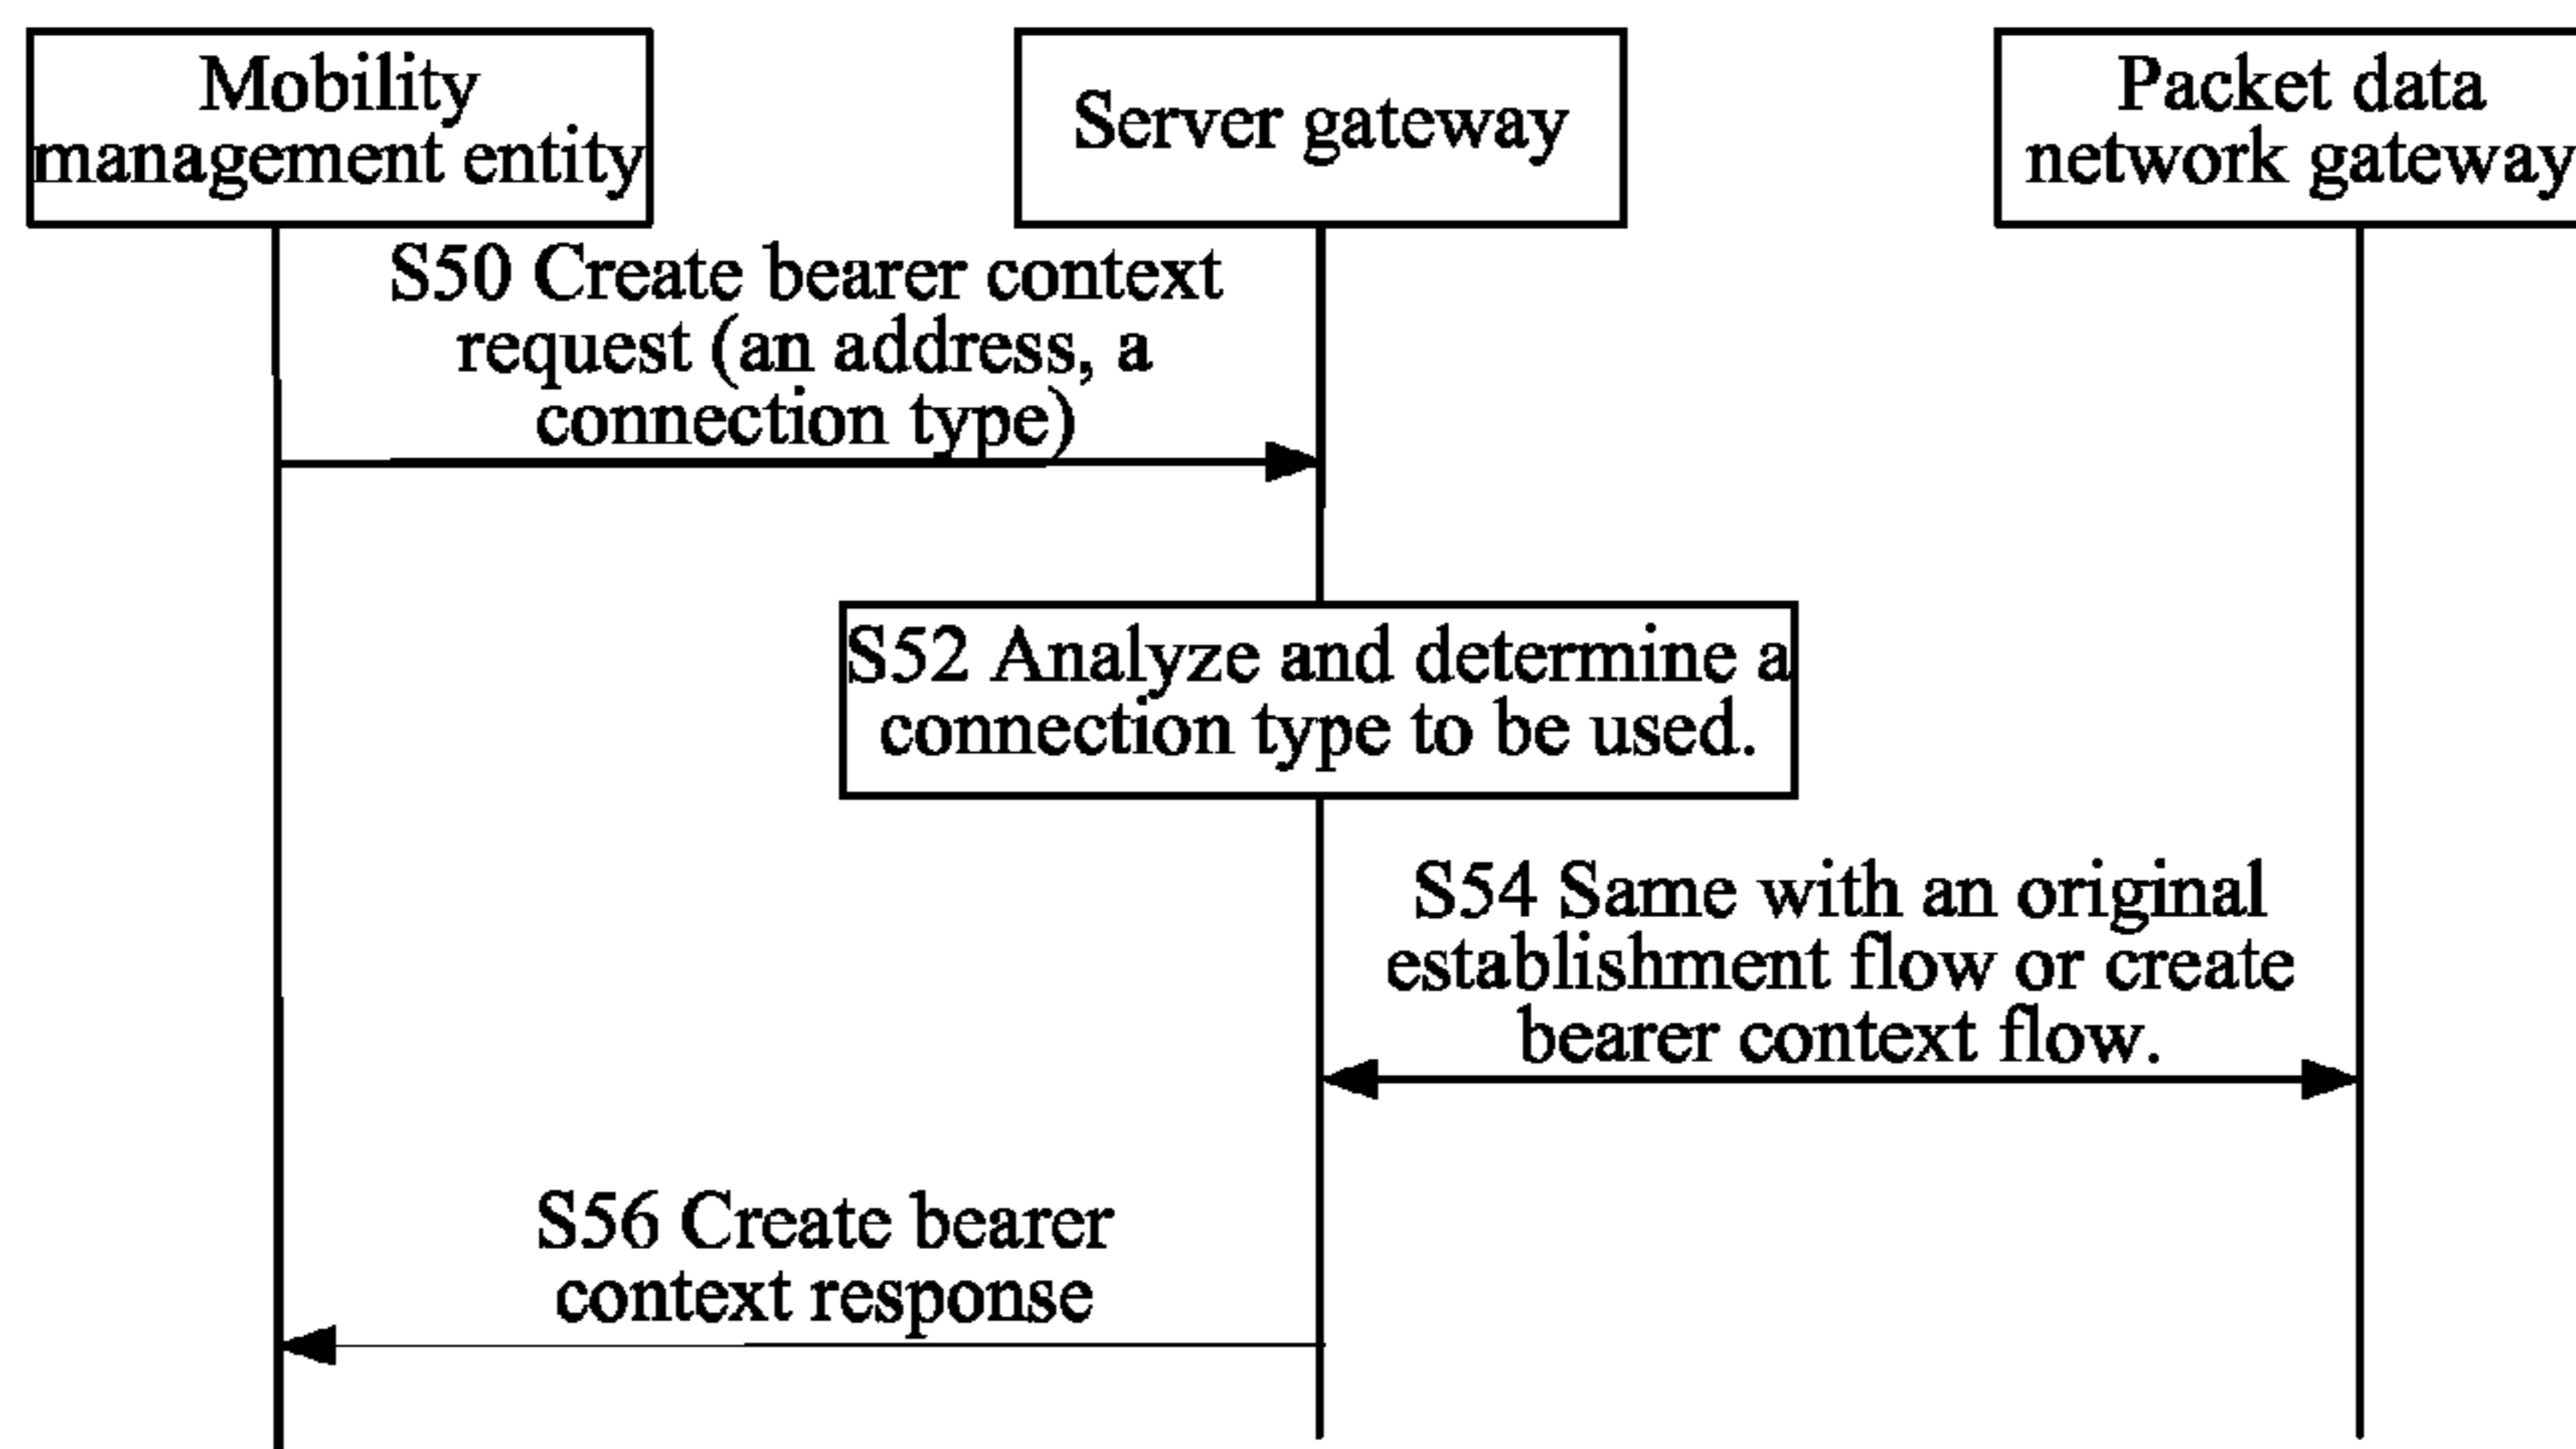 Mobility
management entity
Server gateway
Packet data
network gateway
S50 Create bearer context
request (an address, a
connection type)
S52 Analyze and determine a
connection type to be used.
S54 Same with an original
establishment flow or create
bearer context flow.
S56 Create bearer
context response